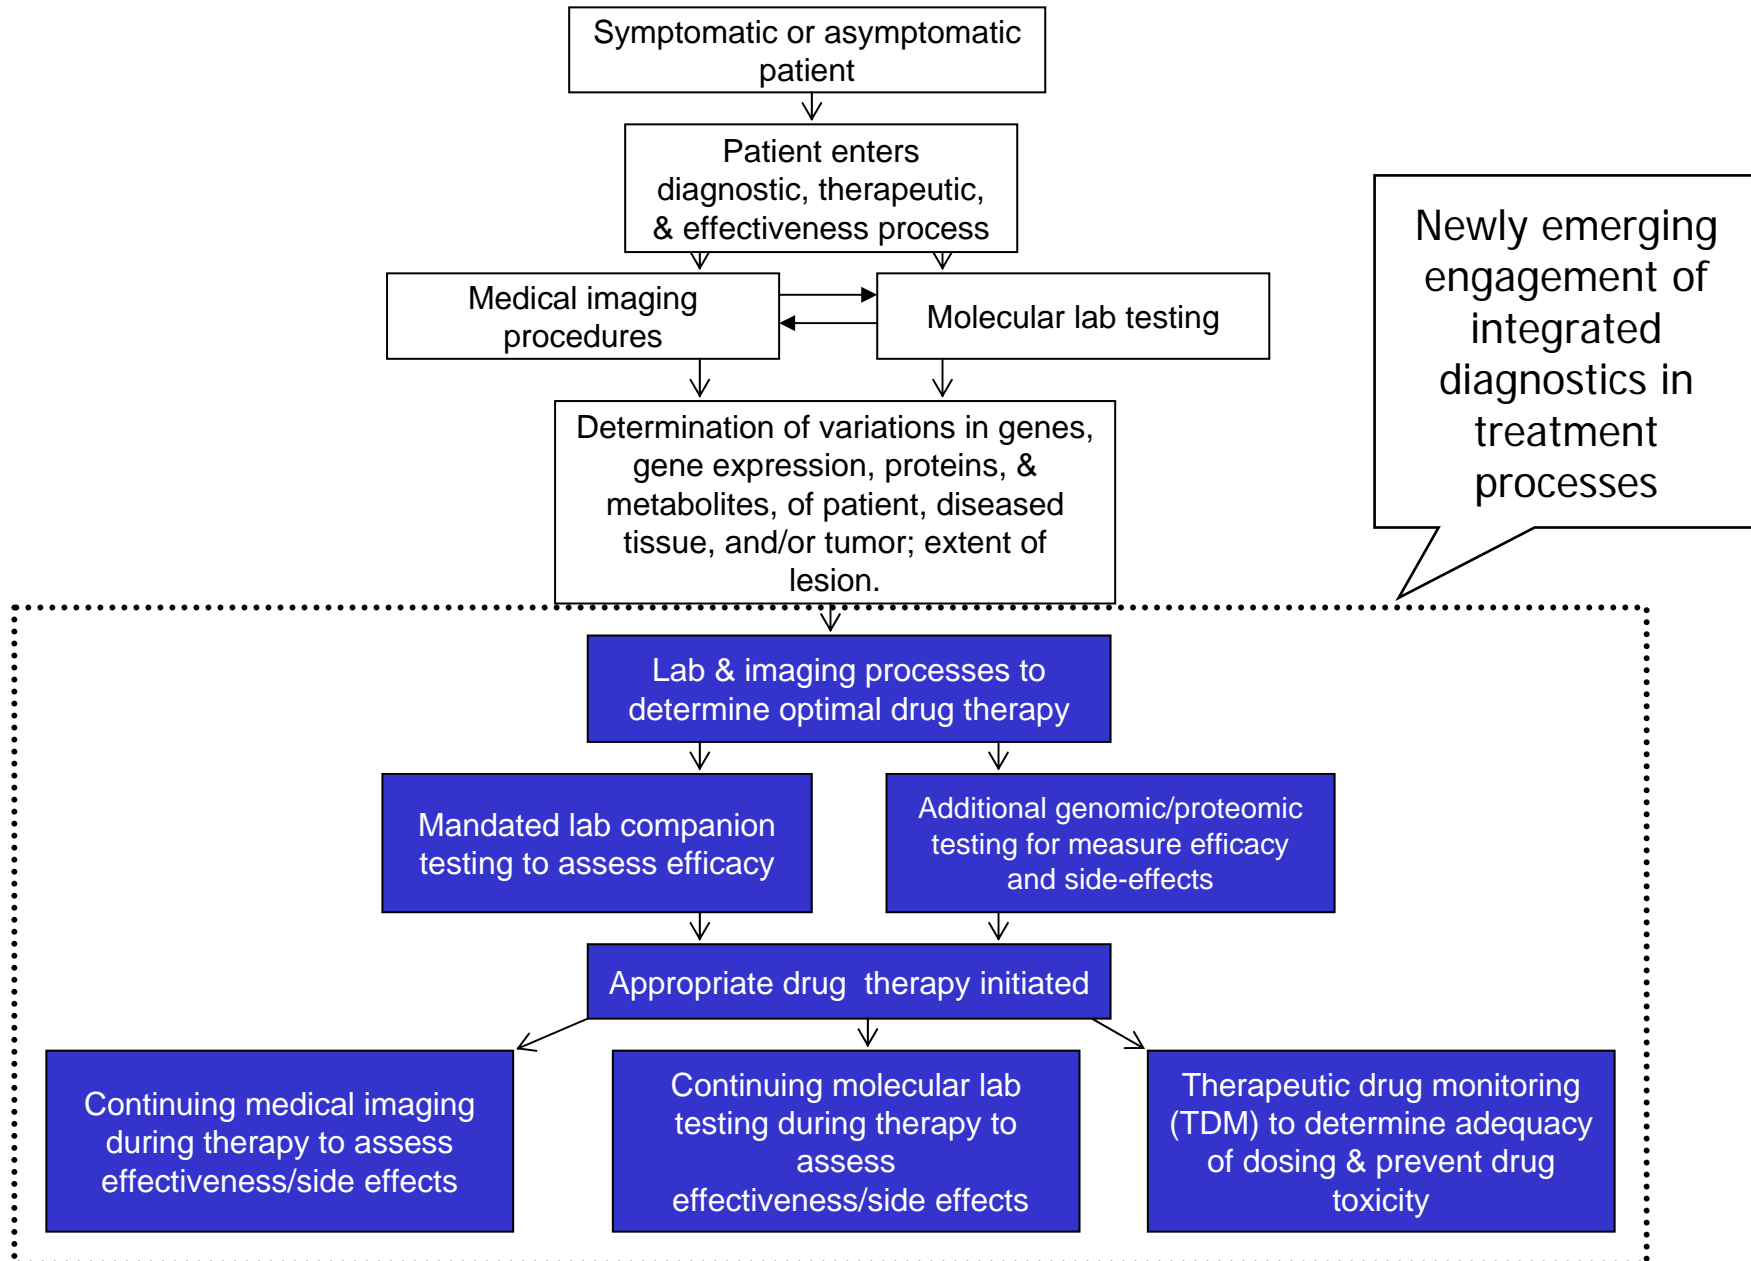 Symptomatic or asymptomatic
patient
Patient enters
diagnostic, therapeutic,
& effectiveness process
Medical imaging
procedures
Molecular lab testing
Newly emerging
engagement of
integrated
diagnostics in
treatment
processes
Determination of variations in genes,
gene expression, proteins, &
metabolites, of patient, diseased
tissue, and/or tumor; extent of
lesion.
Lab & imaging processes to
determine optimal drug therapy
Mandated lab companion
testing to assess efficacy
Additional genomic/proteomic
testing for measure efficacy
and side-effects
Appropriate drug  therapy initiated
Continuing medical imaging
during therapy to assess
effectiveness/side effects
Continuing molecular lab
testing during therapy to
assess
effectiveness/side effects
Therapeutic drug monitoring
(TDM) to determine adequacy
of dosing & prevent drug
toxicity